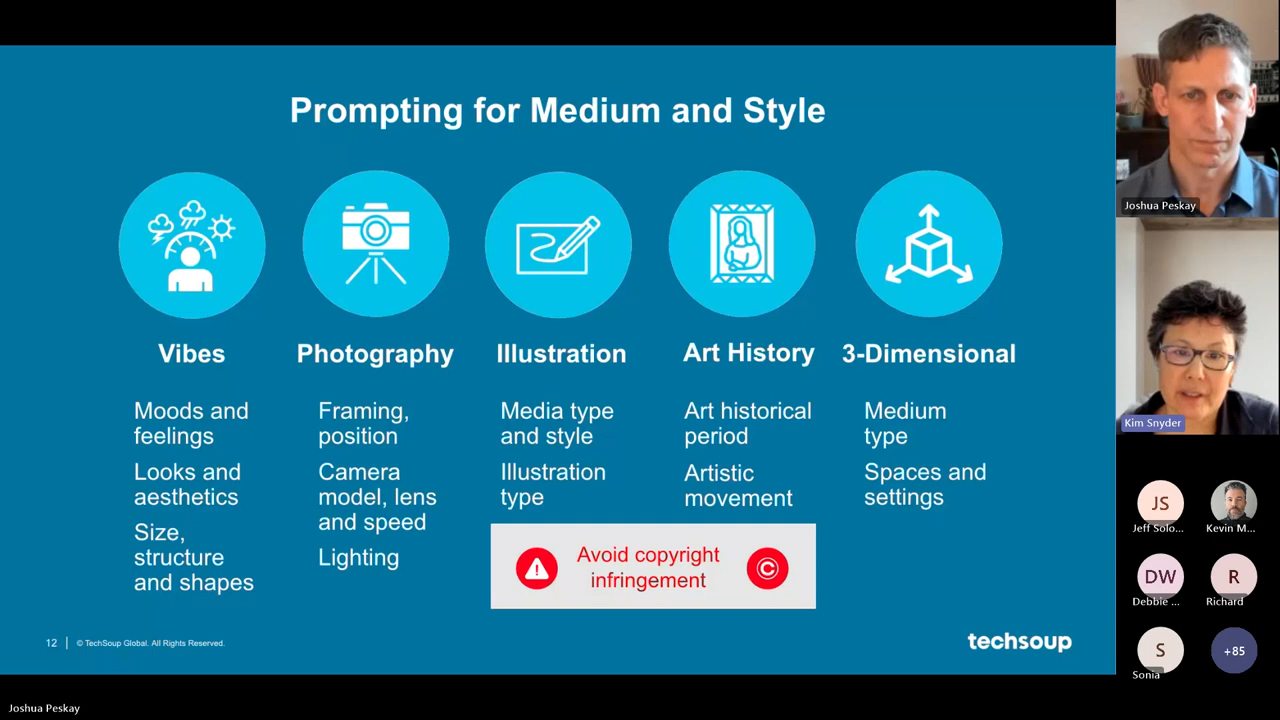 Prompting for Medium and Style
Vibes
Moods and
feelings
Looks and
aesthetics
Size,
structure
and shapes
Photography
Framing,
position
Camera
model, lens
and speed
Lighting
Illustration
Media type
and style
Illustration
type
Art History
Art historical
period
Artistic
movement
3-Dimensional
Medium
type
Spaces and
settings
Avoid copyright
infringement
©
12 | © TechSoup Global. All Rights Reserved.
techsoup
Joshua Peskay
Kim Snyder
JS
Jeff Solo...
Kevin M...
DW
Debbie ...
R
Richard
S
Sonia
+85
Joshua Peskay